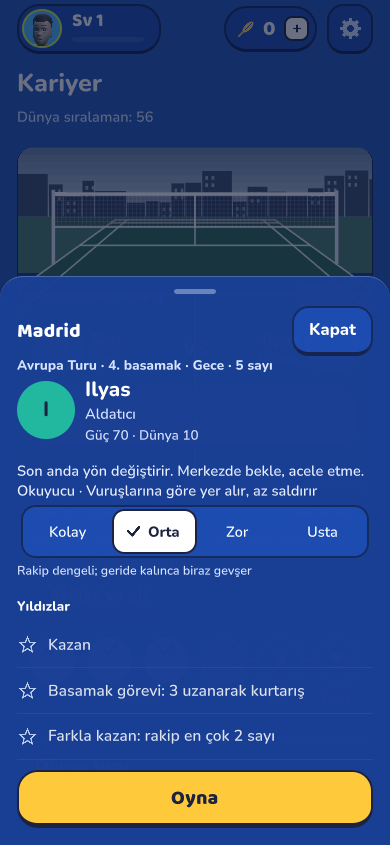 Sv 1
0
+
Kariyer
Dünya sıralaman: 56
Madrid
Kapat
Avrupa Turu · 4. basamak · Gece · 5 sayı
I
Ilyas
Aldatıcı
Güç 70 · Dünya 10
Son anda yön değiştirir. Merkezde bekle, acele etme.
Okuyucu · Vuruşlarına göre yer alır, az saldırır
Kolay
Orta
Zor
Usta
Rakip dengeli; geride kalınca biraz gevşer
Yıldızlar
Kazan
Basamak görevi: 3 uzanarak kurtarış
Farkla kazan: rakip en çok 2 sayı
Oyna